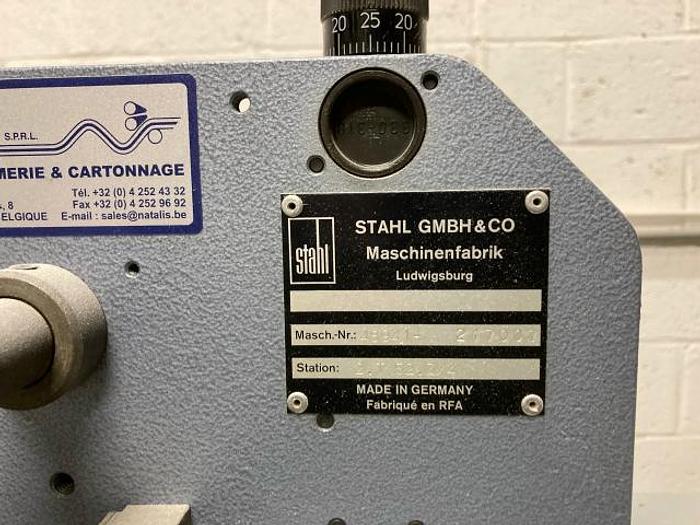 20 25 20
S.P.R.L.
MERIE & CARTONNAGE
Tél. +32 (0) 4 252 43 32
, 8 Fax +32 (0) 4 252 96 92
ELGIQUE E-mail : sales@natalis.be
STAHL GMBH & CO
stahl
Maschinenfabrik
Ludwigsburg
Masch.-Nr.:
Station:
MADE IN GERMANY
Fabriqué en RFA